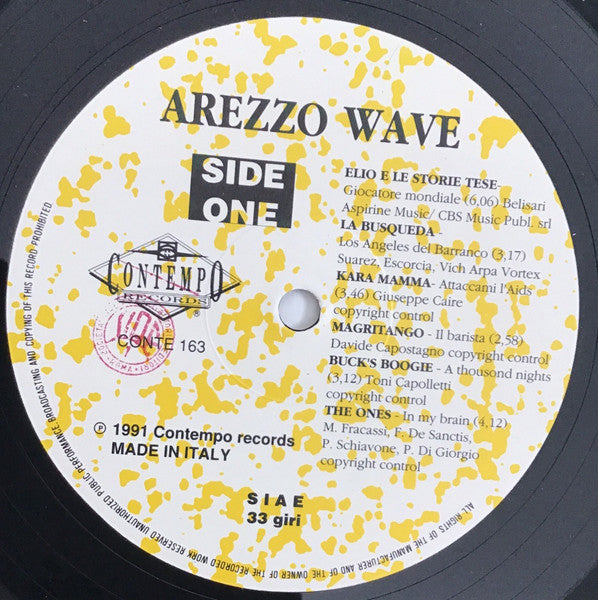 AREZZO WAVE
SIDE
ONE
CONTEMPO
RECORDS
®
CONTE 163
℗ 1991 Contempo records
MADE IN ITALY
ELIO E LE STORIE TESE-
Giocatore mondiale (6,06) Belisari
Aspirine Music/ CBS Music Publ. srl
LA BUSQUEDA -
Los Angeles del Barranco (3,17)
Suarez, Escorcia, Vich Arpa Vortex
KARA MAMMA- Attaccami l'Aids
(3,46) Giuseppe Caire
copyright control
MAGRITANGO - Il barista (2,58)
Davide Capostagno copyright control
BUCK'S BOOGIE - A thousond nights
(3,12) Toni Capolletti
copyright control
THE ONES - In my brain (4,12)
M. Fracassi, F. De Sanctis,
P. Schiavone, P. Di Giorgio
copyright control
S I A E
33 giri
ALL RIGHTS OF THE MANUFACTURER AND OF THE OWNER OF THE RECORDED WORK RESERVED UNAUTHORIZED PUBLIC PERFORMANCE BROADCASTING AND COPYING OF THIS RECORD PROHIBITED